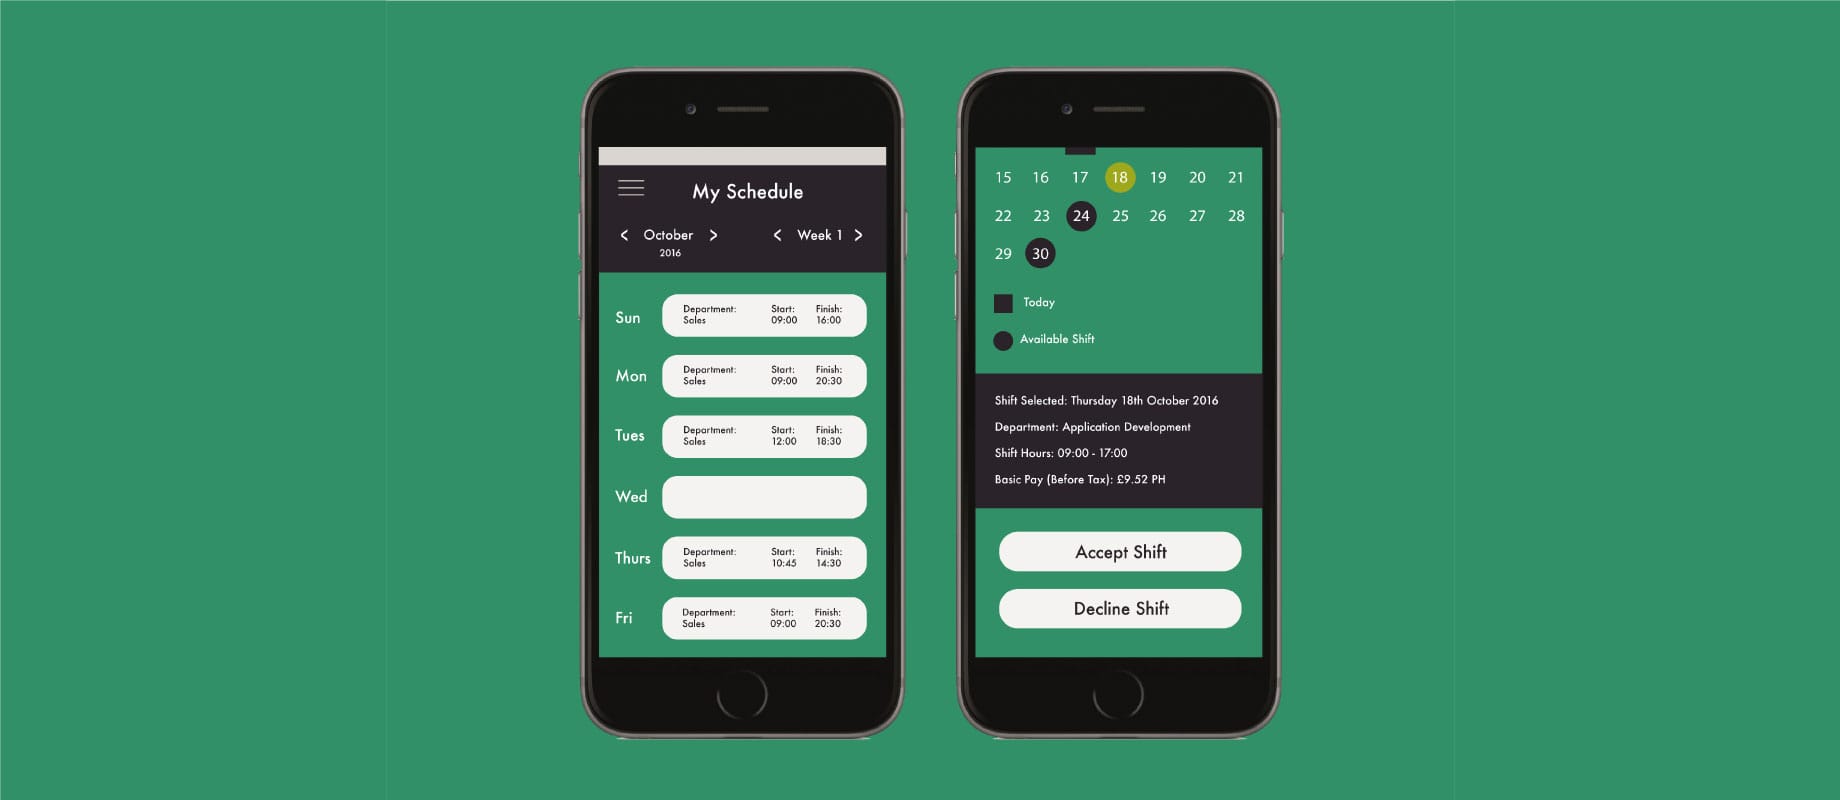 My Schedule
< October > < Week 1 >
2016
Sun
Department: Start: Finish:
Sales 09:00 16:00
Mon
Department: Start: Finish:
Sales 09:00 20:30
Tues
Department: Start: Finish:
Sales 12:00 18:30
Wed
Thurs
Department: Start: Finish:
Sales 10:45 14:30
Fri
Department: Start: Finish:
Sales 09:00 20:30
15 16 17 18 19 20 21
22 23 24 25 26 27 28
29 30
Today
Available Shift
Shift Selected: Thursday 18th October 2016
Department: Application Development
Shift Hours: 09:00 - 17:00
Basic Pay (Before Tax): £9.52 PH
Accept Shift
Decline Shift